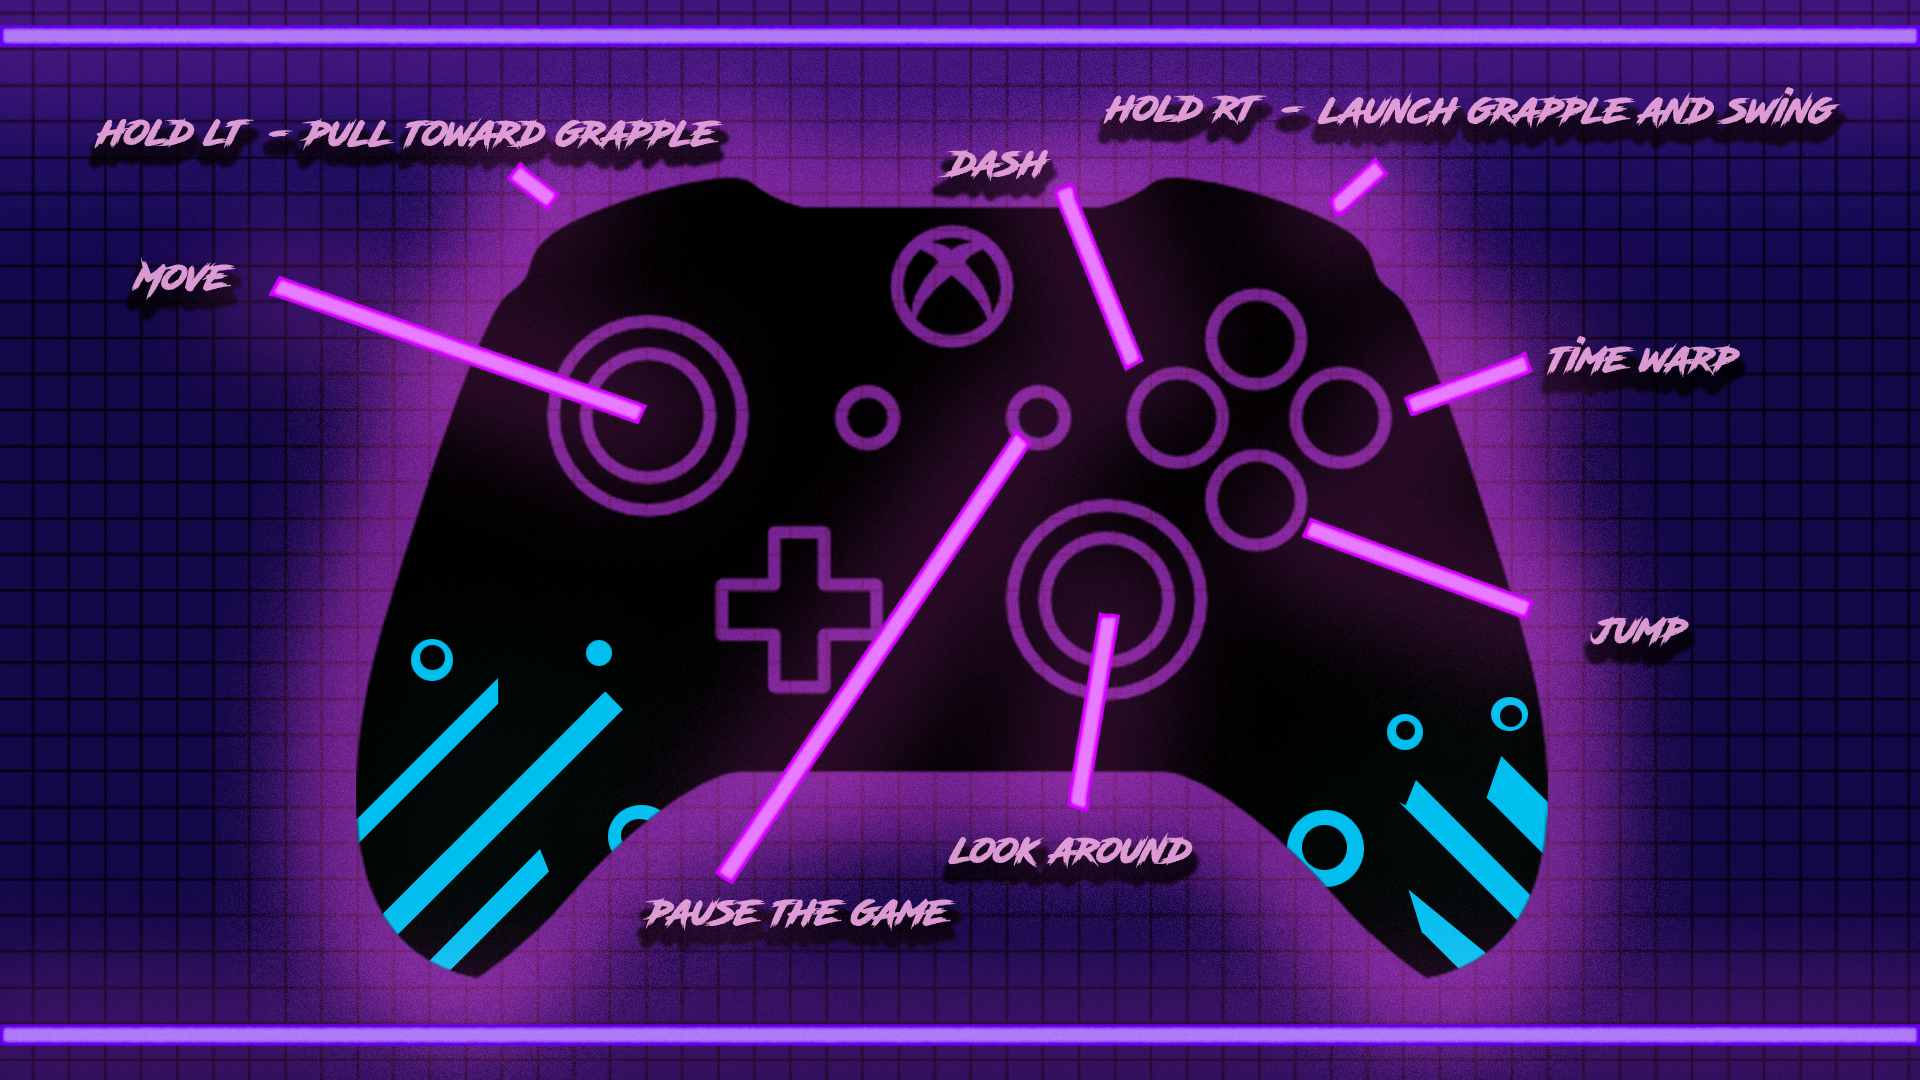 HOLD RT - LAUNCH GRAPPLE AND SWING
HOLD LT - PULL TOWARD GRAPPLE
DASH
MOVE
TIME WARP
JUMP
LOOK AROUND
PAUSE THE GAME